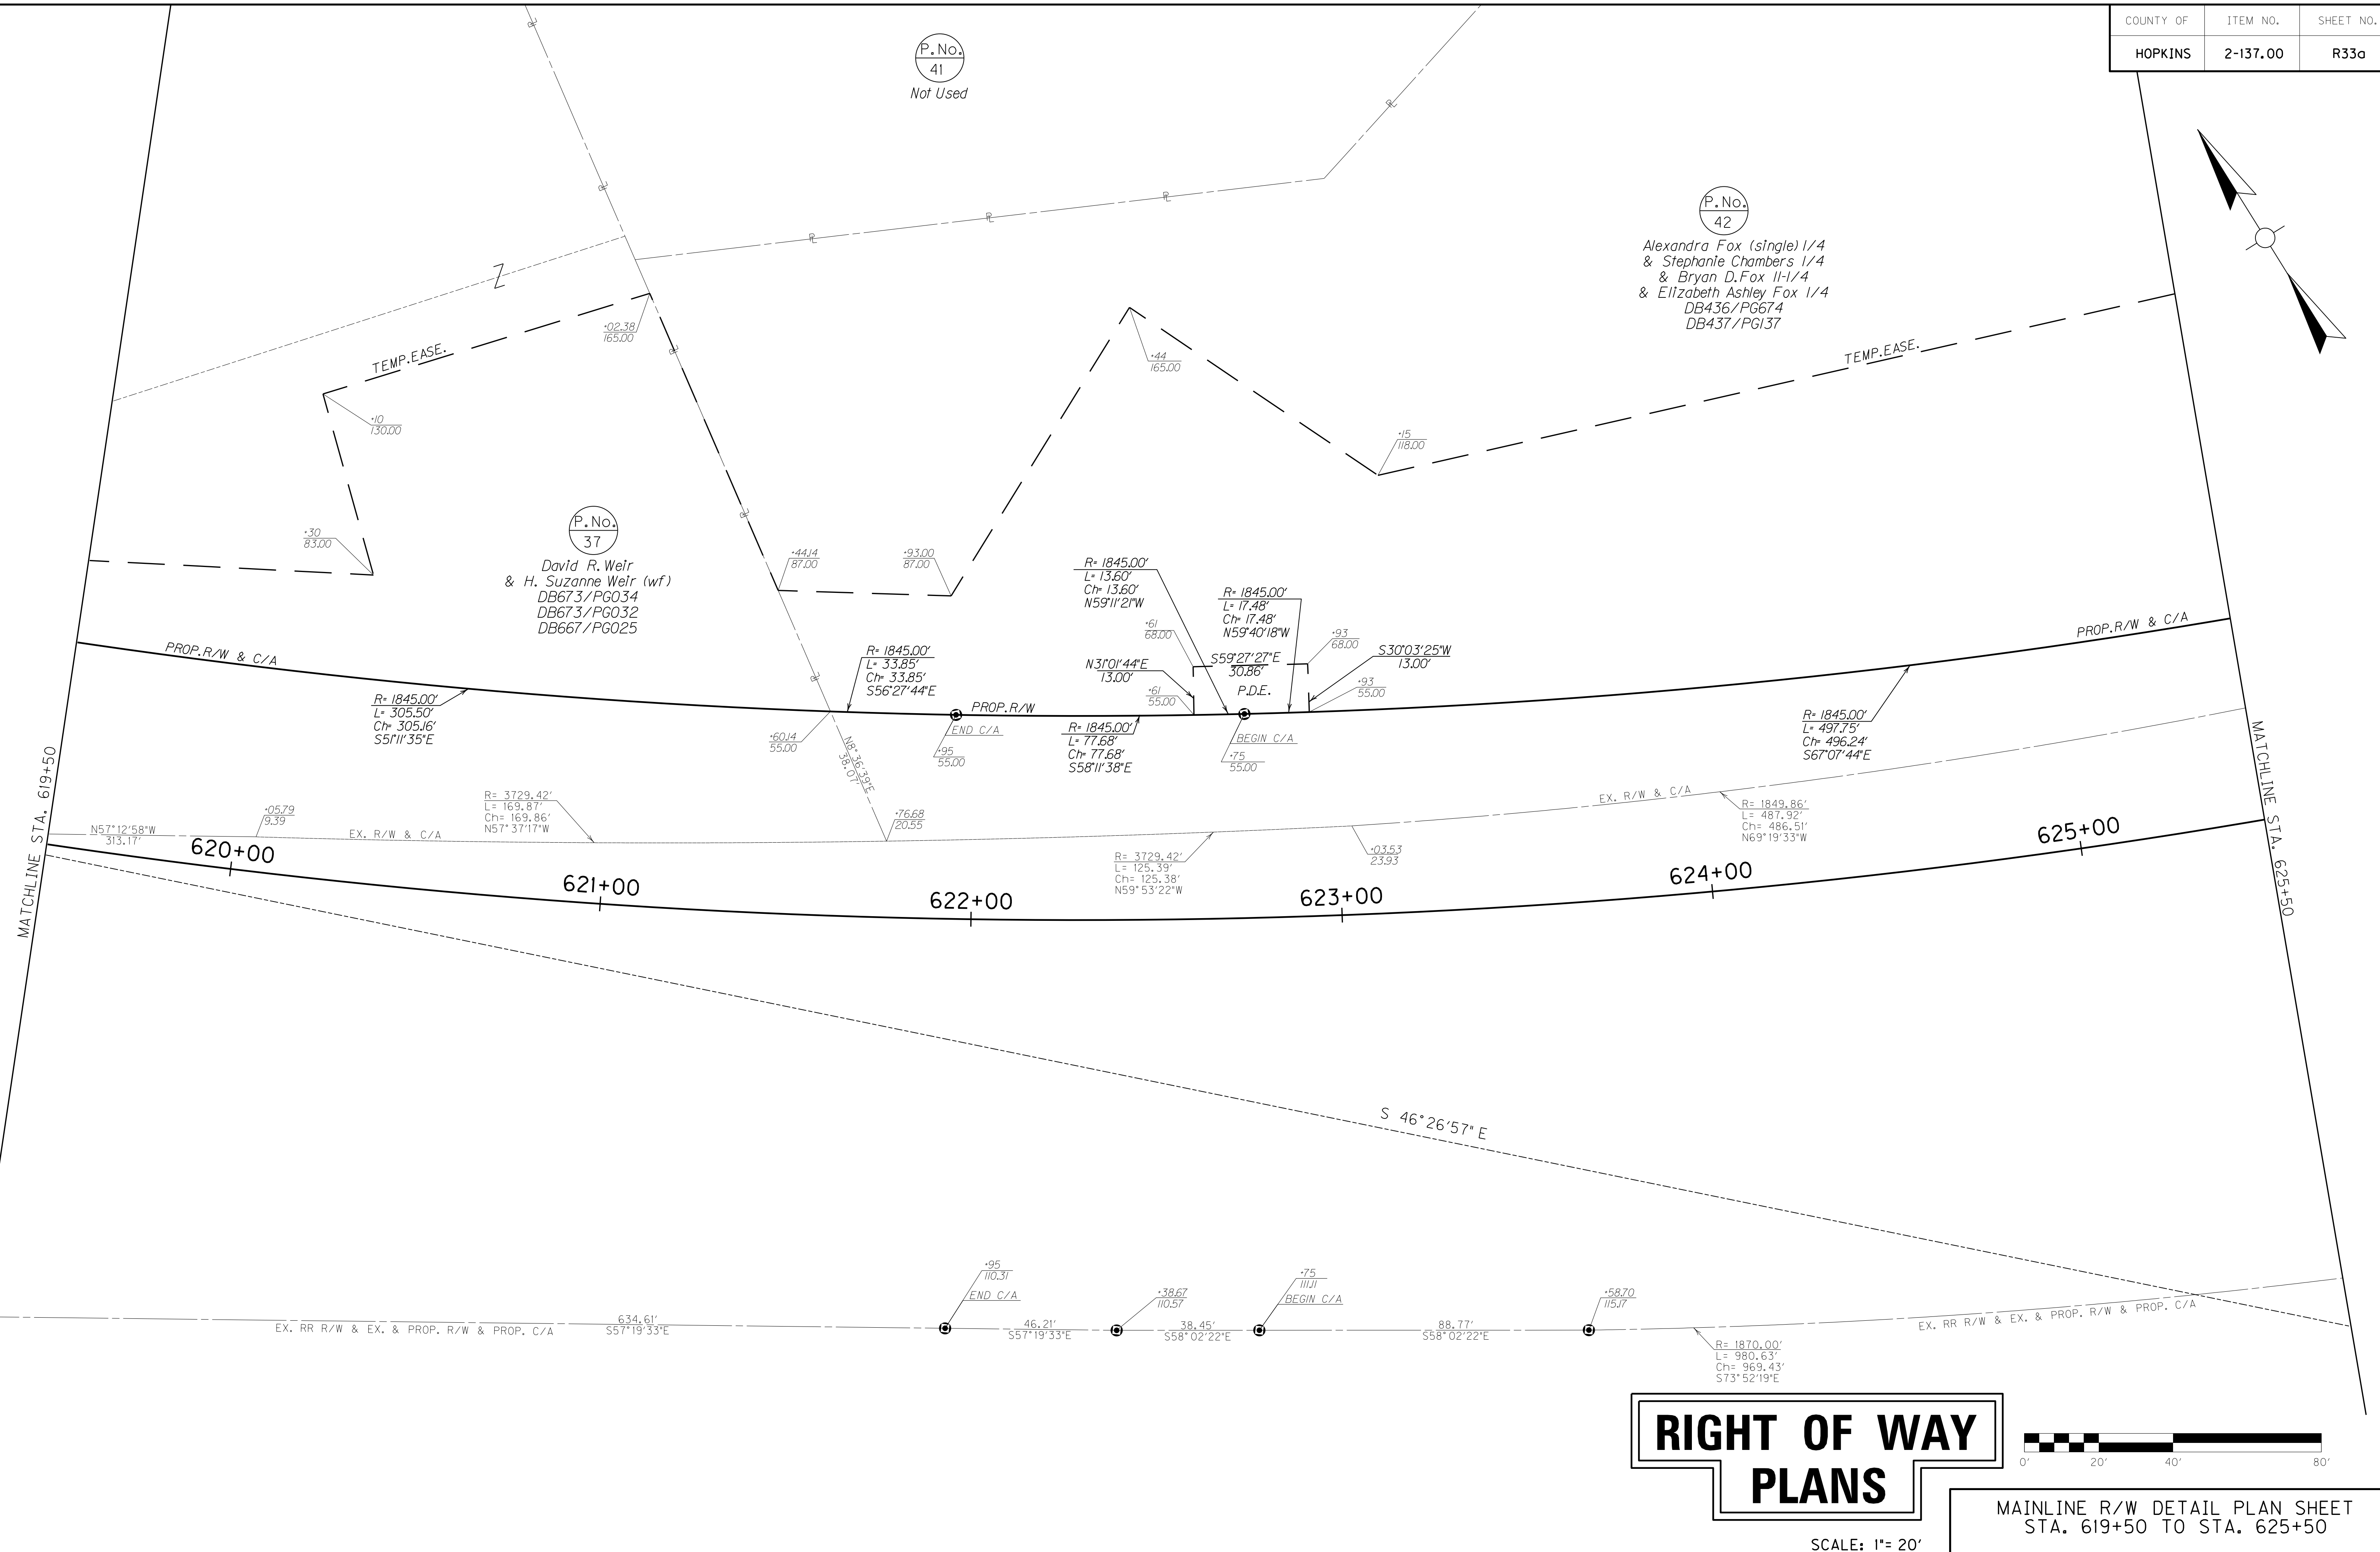 COUNTY OF ITEM NO. SHEET NO.
HOPKINS 2-137.00 R33a
P.No.
41
Not Used
P.No.
42
Alexandra Fox (single) 1/4
& Stephanie Chambers 1/4
& Bryan D.Fox II-1/4
& Elizabeth Ashley Fox 1/4
DB436/PG674
DB437/PG137
Z
TEMP.EASE.
+02.38
165.00
+10
130.00
+30
83.00
+44
165.00
+15
118.00
TEMP.EASE.
P.No.
37
David R.Weir
& H. Suzanne Weir (wf)
DB673/PG034
DB673/PG032
DB667/PG025
+44.14
87.00
+93.00
87.00
R= 1845.00'
L= 13.60'
Ch= 13.60'
N59°11'21"W
R= 1845.00'
L= 17.48'
Ch= 17.48'
N59°40'18"W
+61
68.00
+93
68.00
S59°27'27"E
30.86'
P.D.E.
N31°01'44"E
13.00'
S30°03'25"W
13.00'
+61
55.00
+93
55.00
PROP.R/W & C/A
R= 1845.00'
L= 305.50'
Ch= 305.16'
S51°11'35"E
R= 1845.00'
L= 33.85'
Ch= 33.85'
S56°27'44"E
PROP.R/W
END C/A
+95
55.00
+60.14
55.00
N8°36'39"E
38.07'
R= 1845.00'
L= 77.68'
Ch= 77.68'
S58°11'38"E
BEGIN C/A
+75
55.00
PROP.R/W & C/A
R= 1845.00'
L= 497.75'
Ch= 496.24'
S67°07'44"E
MATCHLINE STA. 619+50
MATCHLINE STA. 625+50
N57°12'58"W
313.17'
+05.79
9.39
EX. R/W & C/A
R= 3729.42'
L= 169.87'
Ch= 169.86'
N57°37'17"W
+76.68
20.55
R= 3729.42'
L= 125.39'
Ch= 125.38'
N59°53'22"W
+03.53
23.93
EX. R/W & C/A
R= 1849.86'
L= 487.92'
Ch= 486.51'
N69°19'33"W
620+00
621+00
622+00
623+00
624+00
625+00
S 46°26'57" E
EX. RR R/W & EX. & PROP. R/W & PROP. C/A
634.61'
S57°19'33"E
+95
110.31
END C/A
46.21'
S57°19'33"E
+38.67
110.57
38.45'
S58°02'22"E
+75
111.11
BEGIN C/A
88.77'
S58°02'22"E
+58.70
115.17
EX. RR R/W & EX. & PROP. R/W & PROP. C/A
R= 1870.00'
L= 980.63'
Ch= 969.43'
S73°52'19"E
RIGHT OF WAY
PLANS
0' 20' 40' 80'
SCALE: 1"= 20'
MAINLINE R/W DETAIL PLAN SHEET
STA. 619+50 TO STA. 625+50